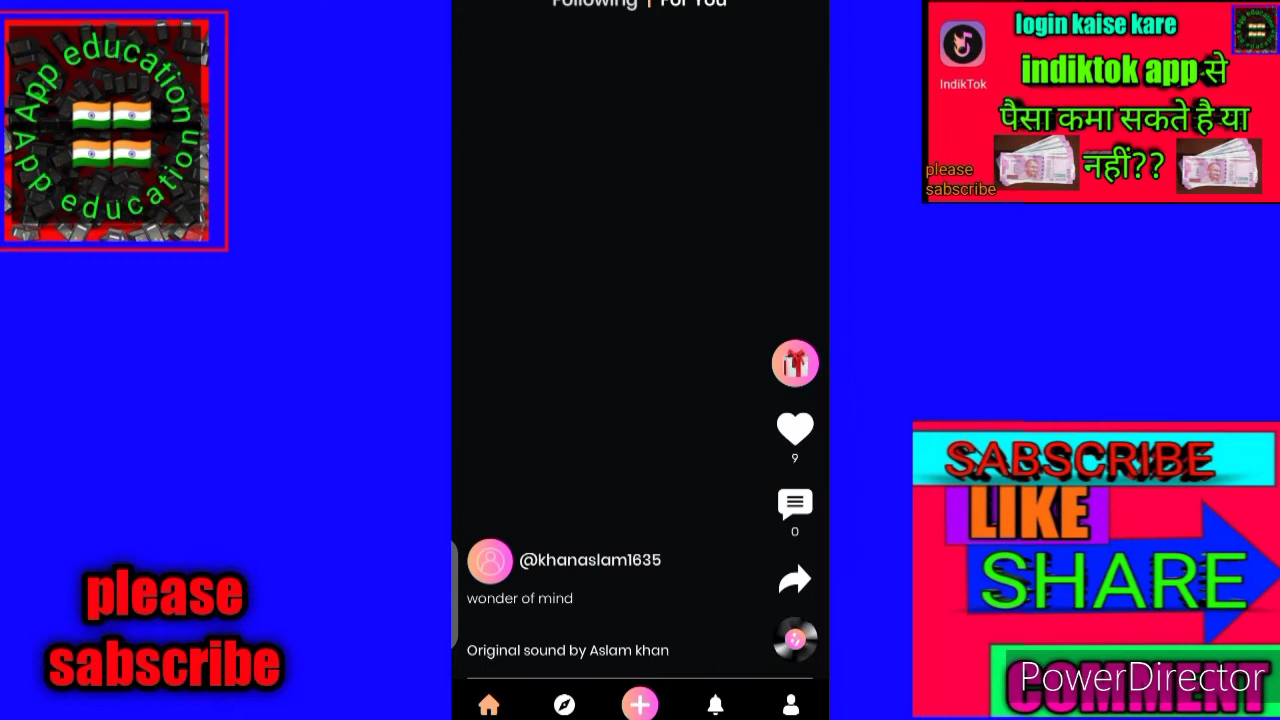 App education
App education
Following | For You
9
0
@khanaslam1635
wonder of mind
Original sound by Aslam khan
please
sabscribe
login kaise kare
IndikTok
indiktok app से
पैसा कमा सकते है या
नहीं??
please
sabscribe
SABSCRIBE
LIKE
SHARE
COMMENT
PowerDirector